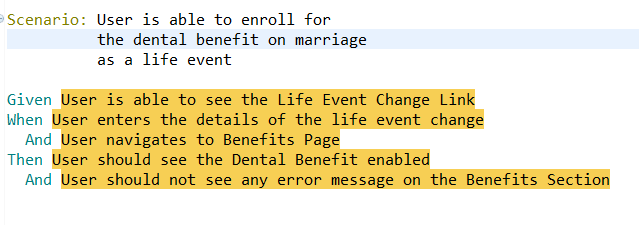 Scenario: User is able to enroll for
the dental benefit on marriage
as a life event
Given User is able to see the Life Event Change Link
When User enters the details of the life event change
And User navigates to Benefits Page
Then User should see the Dental Benefit enabled
And User should not see any error message on the Benefits Section